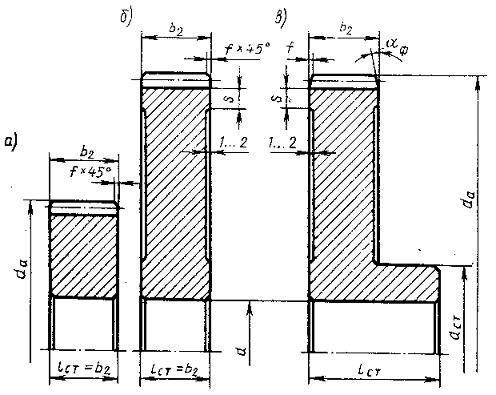 а)
b₂
f×45°
dₐ
lст = b₂
б)
b₂
f×45°
S
1...2
d
lст = b₂
в)
b₂
f
αф
S
1...2
dₐ
dст
lст